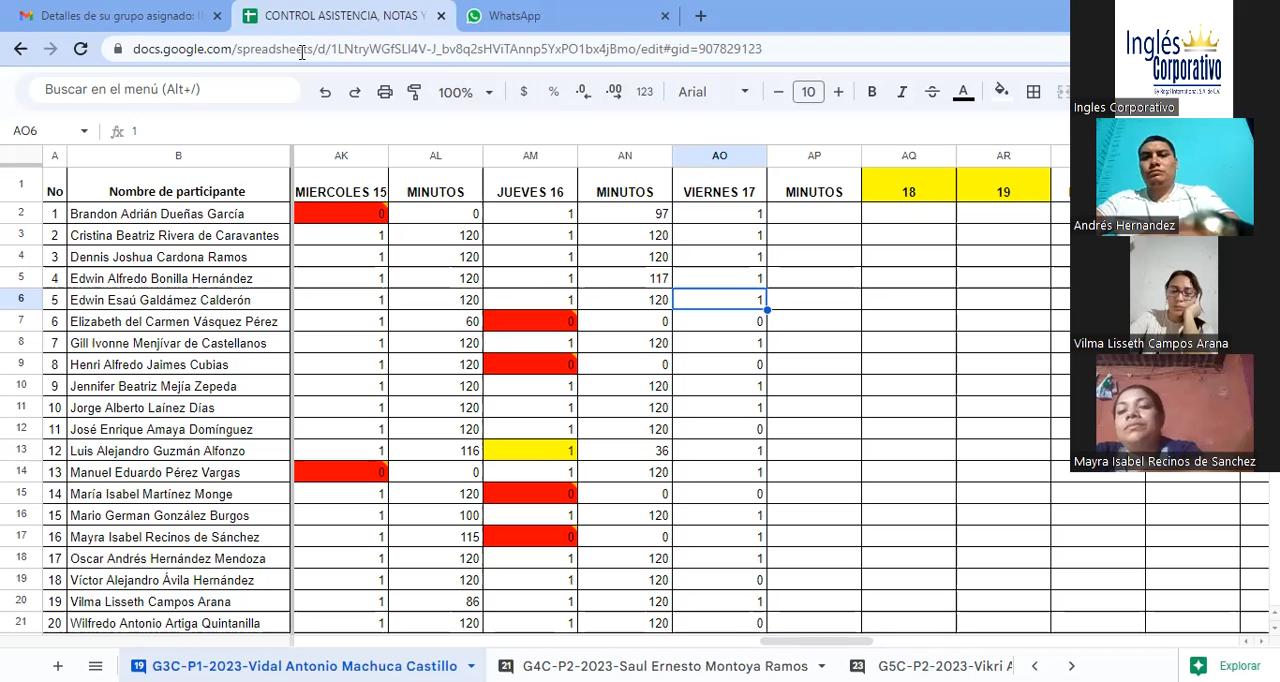 Detalles de su grupo asignado: I
CONTROL ASISTENCIA, NOTAS Y
WhatsApp
docs.google.com/spreadsheets/d/1LNtryWGfSLl4V-J_bv8q2sHViTAnnp5YxPO1bx4jBmo/edit#gid=907829123
Buscar en el menú (Alt+/)
100% $ % .0 .00 123 Arial 10 B I A
AO6 fx 1
A B AK AL AM AN AO AP AQ AR
1 No Nombre de participante MIERCOLES 15 MINUTOS JUEVES 16 MINUTOS VIERNES 17 MINUTOS 18 19
2 1 Brandon Adrián Dueñas García 0 0 1 97 1
3 2 Cristina Beatriz Rivera de Caravantes 1 120 1 120 1
4 3 Dennis Joshua Cardona Ramos 1 120 1 120 1
5 4 Edwin Alfredo Bonilla Hernández 1 120 1 117 1
6 5 Edwin Esaú Galdámez Calderón 1 120 1 120 1
7 6 Elizabeth del Carmen Vásquez Pérez 1 60 0 0 0
8 7 Gill Ivonne Menjívar de Castellanos 1 120 1 120 1
9 8 Henri Alfredo Jaimes Cubias 1 120 0 0 0
10 9 Jennifer Beatriz Mejía Zepeda 1 120 1 120 1
11 10 Jorge Alberto Laínez Días 1 120 1 120 1
12 11 José Enrique Amaya Domínguez 1 120 1 120 0
13 12 Luis Alejandro Guzmán Alfonzo 1 116 1 36 1
14 13 Manuel Eduardo Pérez Vargas 0 0 1 120 1
15 14 María Isabel Martínez Monge 1 120 0 0 0
16 15 Mario German González Burgos 1 100 1 120 1
17 16 Mayra Isabel Recinos de Sánchez 1 115 0 0 1
18 17 Oscar Andrés Hernández Mendoza 1 120 1 120 1
19 18 Víctor Alejandro Ávila Hernández 1 120 1 120 0
20 19 Vilma Lisseth Campos Arana 1 86 1 120 1
21 20 Wilfredo Antonio Artiga Quintanilla 1 120 1 120 0
19 G3C-P1-2023-Vidal Antonio Machuca Castillo
21 G4C-P2-2023-Saul Ernesto Montoya Ramos
23 G5C-P2-2023-Vikri A
Explorar
Inglés
Corporativo
Ingles Corporativo
Andrés Hernandez
Vilma Lisseth Campos Arana
Mayra Isabel Recinos de Sanchez